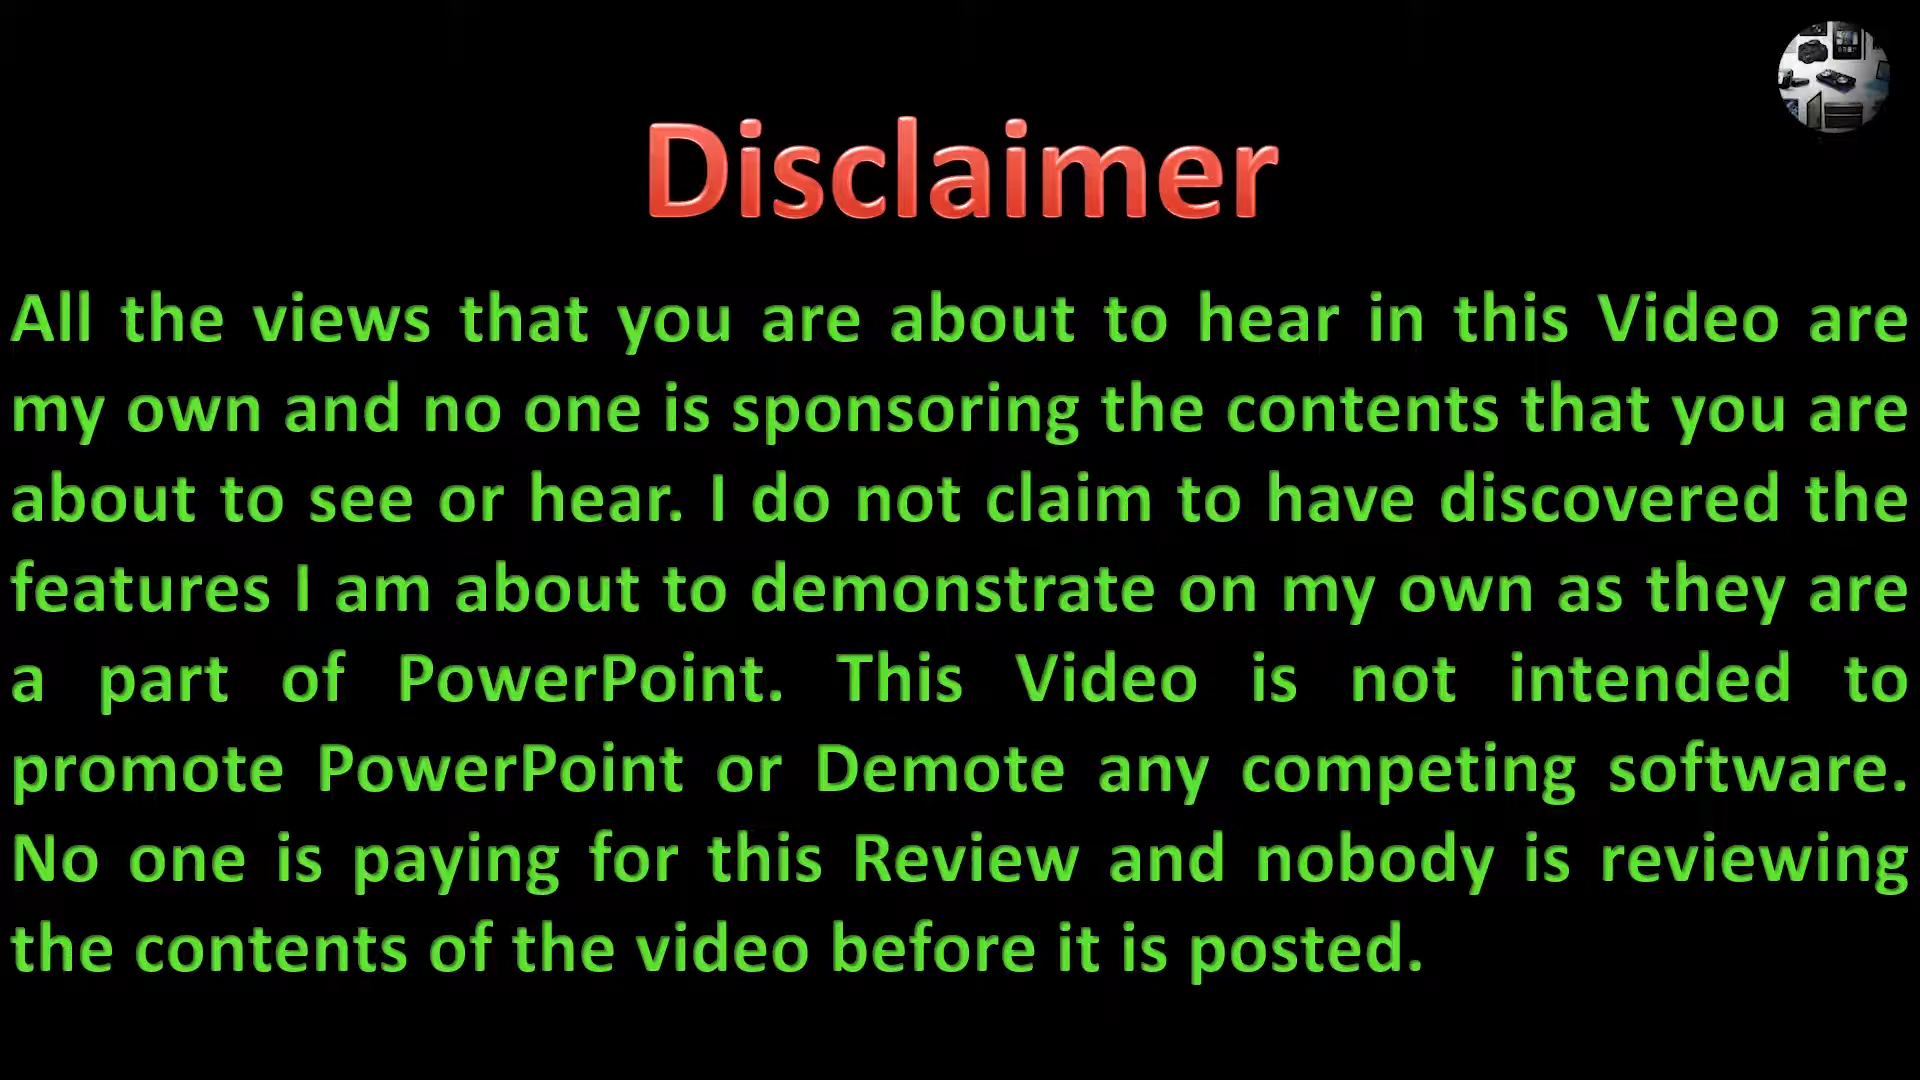 Disclaimer
All the views that you are about to hear in this Video are
my own and no one is sponsoring the contents that you are
about to see or hear. I do not claim to have discovered the
features I am about to demonstrate on my own as they are
a part of PowerPoint. This Video is not intended to
promote PowerPoint or Demote any competing software.
No one is paying for this Review and nobody is reviewing
the contents of the video before it is posted.